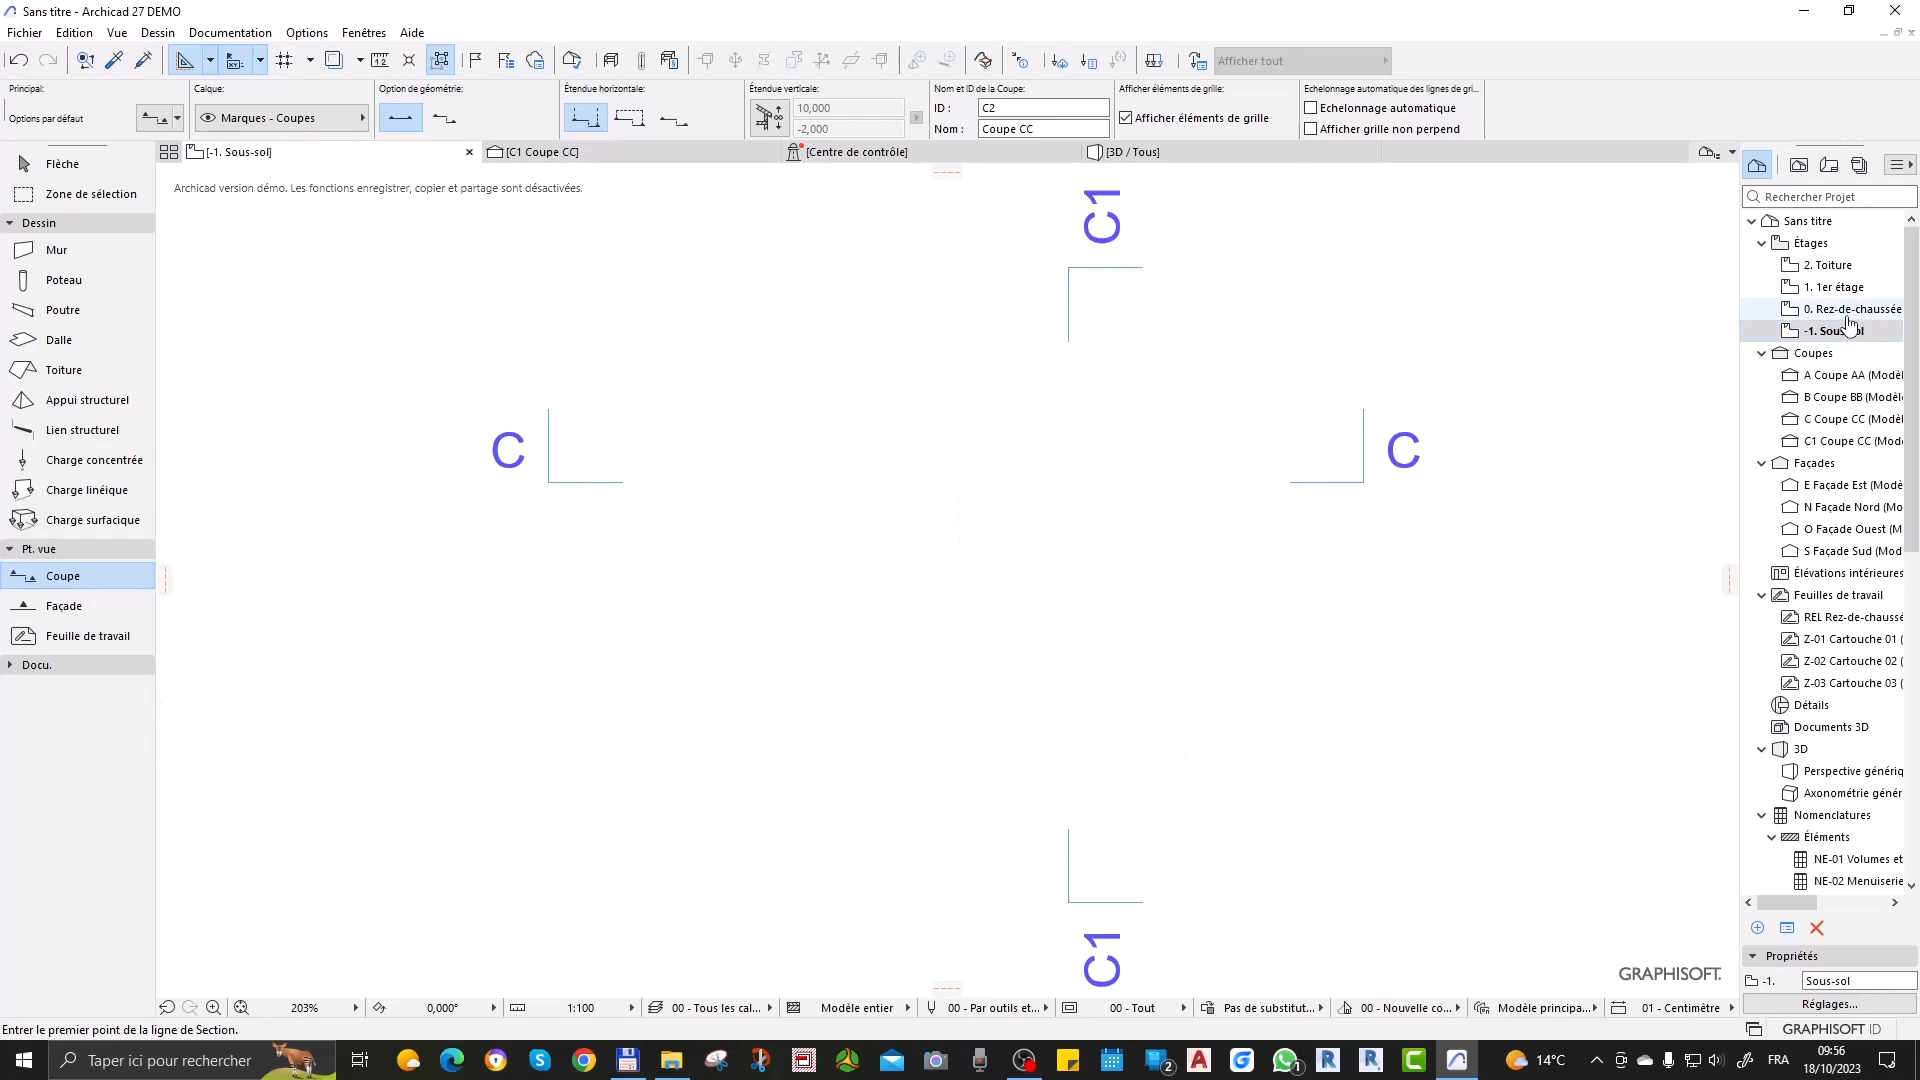 Sans titre - Archicad 27 DEMO
Fichier Edition Vue Dessin Documentation Options Fenêtres Aide
Afficher tout
Principal: Calque: Option de géométrie: Étendue horizontale: Étendue verticale: Nom et ID de la Coupe: Afficher éléments de grille: Echelonnage automatique des lignes de gri...
Options par défaut Marques - Coupes 10,000 ID : C2 Afficher éléments de grille Echelonnage automatique
-2,000 Nom : Coupe CC Afficher grille non perpend
[-1. Sous-sol] [C1 Coupe CC] [Centre de contrôle] [3D / Tous]
Archicad version démo. Les fonctions enregistrer, copier et partage sont désactivées.
Flèche
Zone de sélection
Dessin
Mur
Poteau
Poutre
Dalle
Toiture
Appui structurel
Lien structurel
Charge concentrée
Charge linéique
Charge surfacique
Pt. vue
Coupe
Façade
Feuille de travail
Docu.
C1
C C
C1
GRAPHISOFT.
Rechercher Projet
Sans titre
Étages
2. Toiture
1. 1er étage
0. Rez-de-chaussée
-1. Sous-sol
Coupes
A Coupe AA (Modèl
B Coupe BB (Modèl
C Coupe CC (Modèl
C1 Coupe CC (Mod
Façades
E Façade Est (Modè
N Façade Nord (Mo
O Façade Ouest (M
S Façade Sud (Mod
Élévations intérieures
Feuilles de travail
REL Rez-de-chaussé
Z-01 Cartouche 01 (
Z-02 Cartouche 02 (
Z-03 Cartouche 03 (
Détails
Documents 3D
3D
Perspective génériq
Axonométrie génér
Nomenclatures
Éléments
NE-01 Volumes et
NE-02 Menuiserie
Propriétés
-1. Sous-sol
Réglages...
203% 0,000° 1:100 00 - Tous les cal... Modèle entier 00 - Par outils et... 00 - Tout Pas de substitut... 00 - Nouvelle co... Modèle principa... 01 - Centimètre
Entrer le premier point de la ligne de Section.
GRAPHISOFT ID
Taper ici pour rechercher
2 1
14°C FRA 09:56
18/10/2023